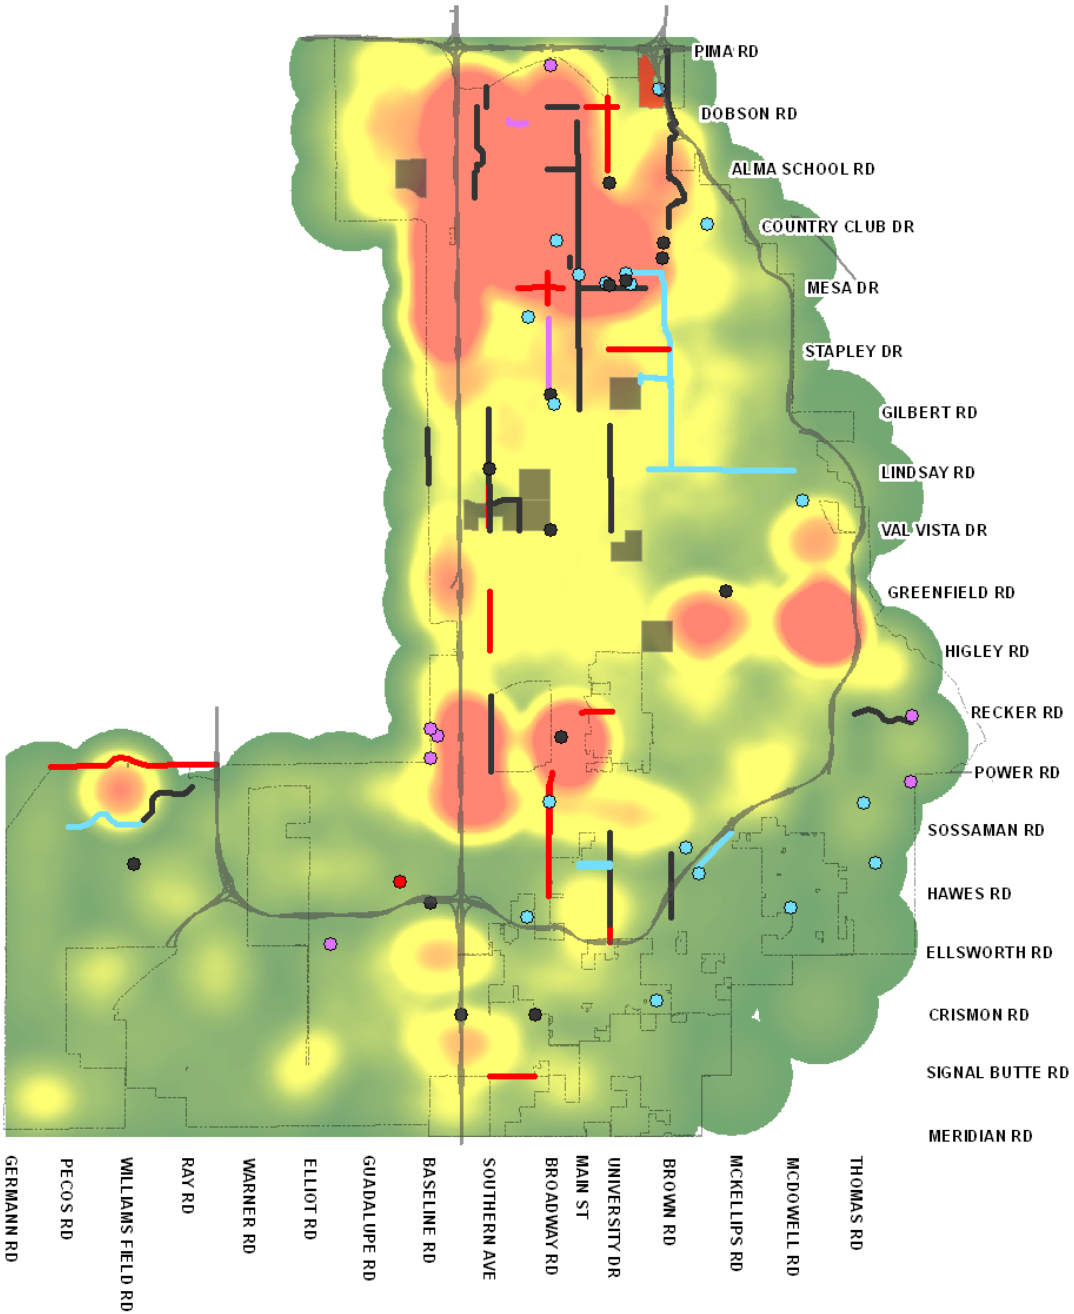 PIMA RD
DOBSON RD
ALMA SCHOOL RD
COUNTRY CLUB DR
MESA DR
STAPLEY DR
GILBERT RD
LINDSAY RD
VAL VISTA DR
GREENFIELD RD
HIGLEY RD
RECKER RD
POWER RD
SOSSAMAN RD
HAWES RD
ELLSWORTH RD
CRISMON RD
SIGNAL BUTTE RD
MERIDIAN RD
GERMANN RD
PECOS RD
WILLIAMS FIELD RD
RAY RD
WARNER RD
ELLIOT RD
GUADALUPE RD
BASELINE RD
SOUTHERN AVE
BROADWAY RD
MAIN ST
UNIVERSITY DR
BROWN RD
MCKELLIPS RD
MCDOWELL RD
THOMAS RD